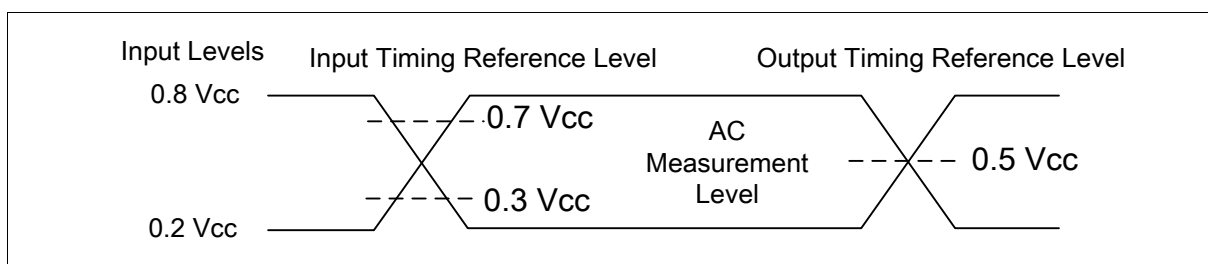 Input Levels
Input Timing Reference Level
Output Timing Reference Level
0.8 Vcc
0.7 Vcc
AC
Measurement
Level
0.5 Vcc
0.3 Vcc
0.2 Vcc